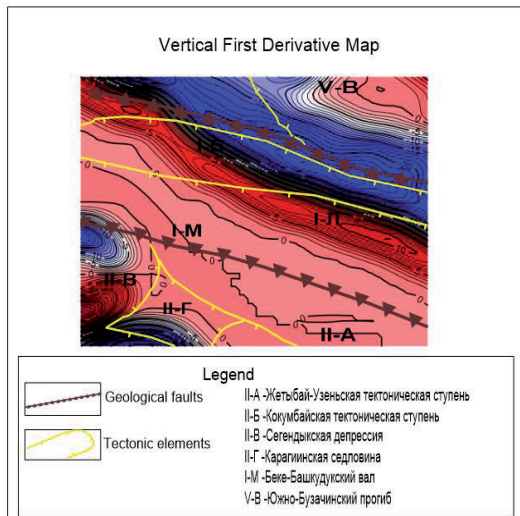 Vertical First Derivative Map
V-B
I-Л
I-M
II-B
II-Г
II-A
Legend
Geological faults
Tectonic elements
II-А -Жетыбай-Узеньская тектоническая ступень
II-Б -Кокумбайская тектоническая ступень
II-В -Сегендыкская депрессия
II-Г -Карагиинская седловина
I-М -Беке-Башкудукский вал
V-В -Южно-Бузачинский прогиб